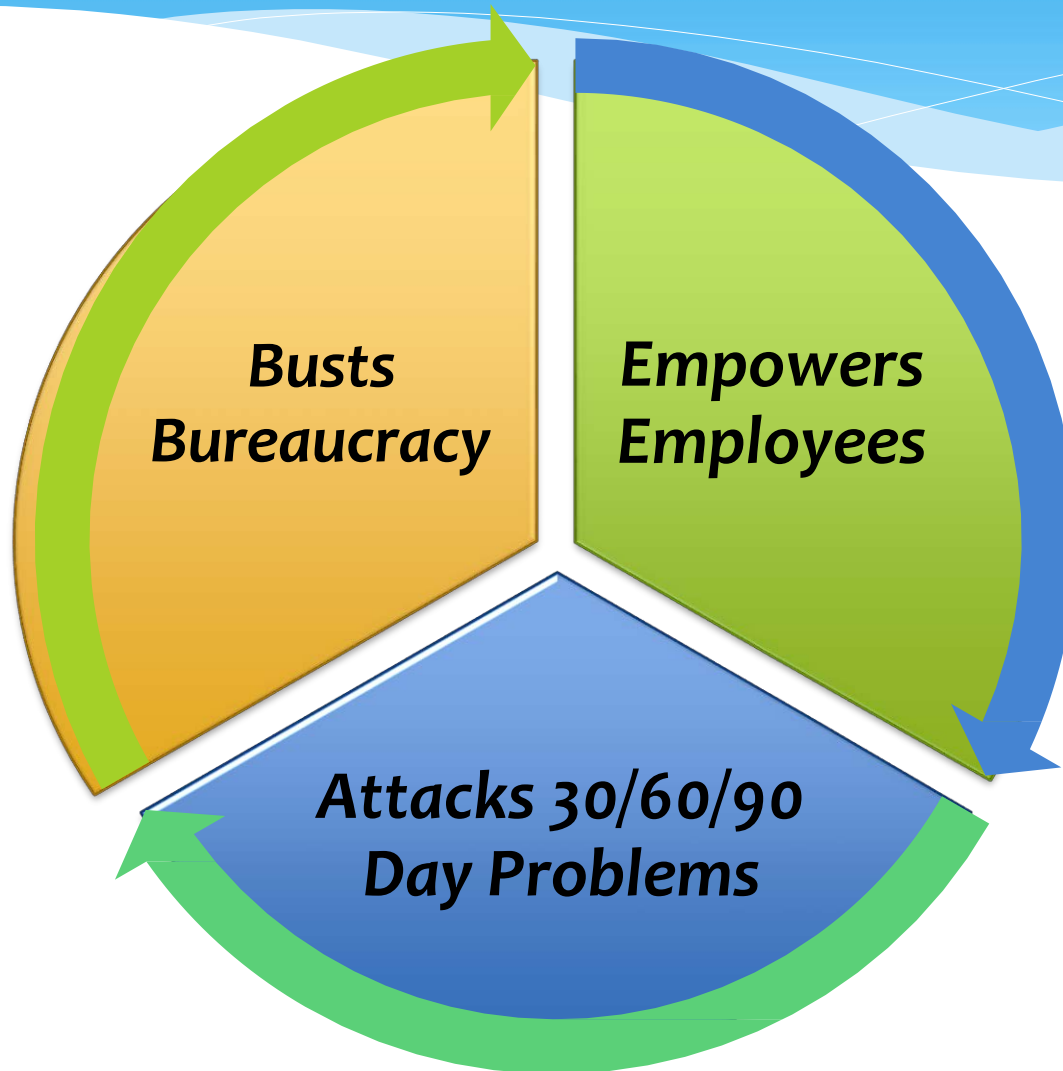 Busts
Bureaucracy
Empowers
Employees
Attacks 30/60/90
Day Problems